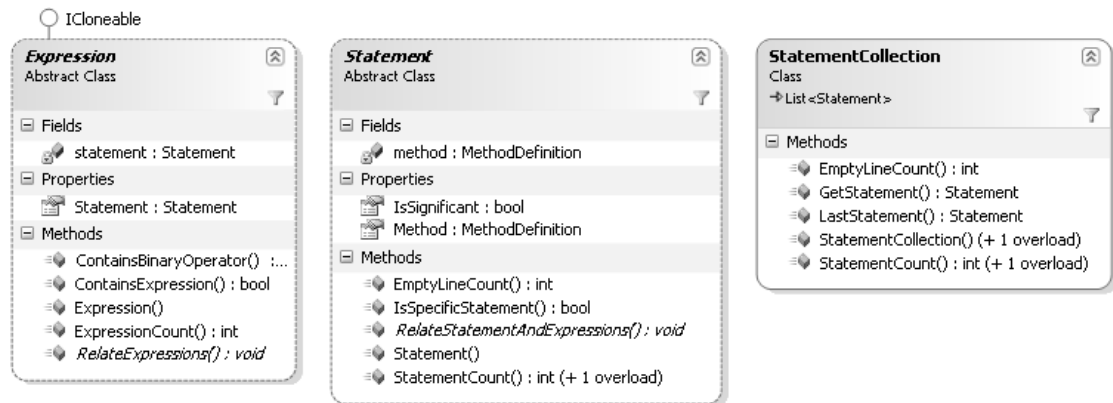 ICloneable
Expression
Abstract Class
Fields
statement : Statement
Properties
Statement : Statement
Methods
ContainsBinaryOperator() :...
ContainsExpression() : bool
Expression()
ExpressionCount() : int
RelateExpressions() : void
Statement
Abstract Class
Fields
method : MethodDefinition
Properties
IsSignificant : bool
Method : MethodDefinition
Methods
EmptyLineCount() : int
IsSpecificStatement() : bool
RelateStatementAndExpressions() : void
Statement()
StatementCount() : int (+ 1 overload)
StatementCollection
Class
List<Statement>
Methods
EmptyLineCount() : int
GetStatement() : Statement
LastStatement() : Statement
StatementCollection() (+ 1 overload)
StatementCount() : int (+ 1 overload)